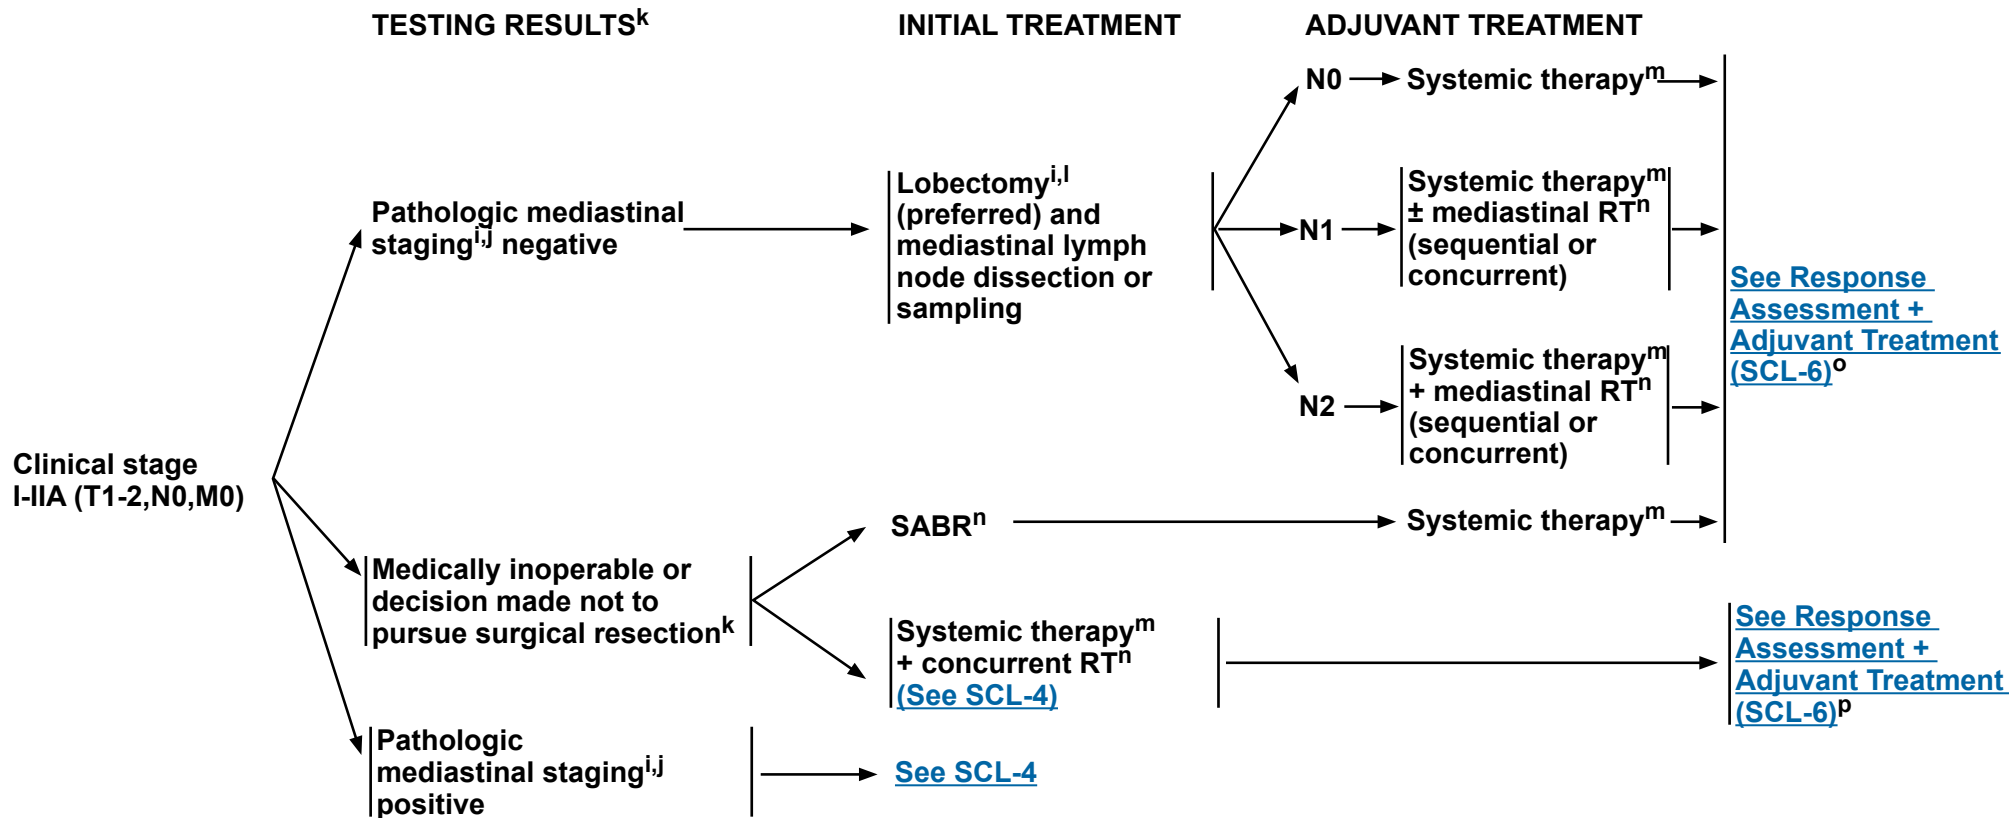 TESTING RESULTSk
INITIAL TREATMENT
ADJUVANT TREATMENT
Clinical stage
I-IIA (T1-2,N0,M0)
Pathologic mediastinal
stagingi,j negative
Lobectomyi,l
(preferred) and
mediastinal lymph
node dissection or
sampling
N0
Systemic therapym
N1
Systemic therapym
± mediastinal RTn
(sequential or
concurrent)
N2
Systemic therapym
+ mediastinal RTn
(sequential or
concurrent)
See Response
Assessment +
Adjuvant Treatment
(SCL-6)o
Medically inoperable or
decision made not to
pursue surgical resectionk
SABRn
Systemic therapym
Systemic therapym
+ concurrent RTn
(See SCL-4)
See Response
Assessment +
Adjuvant Treatment
(SCL-6)p
Pathologic
mediastinal stagingi,j
positive
See SCL-4